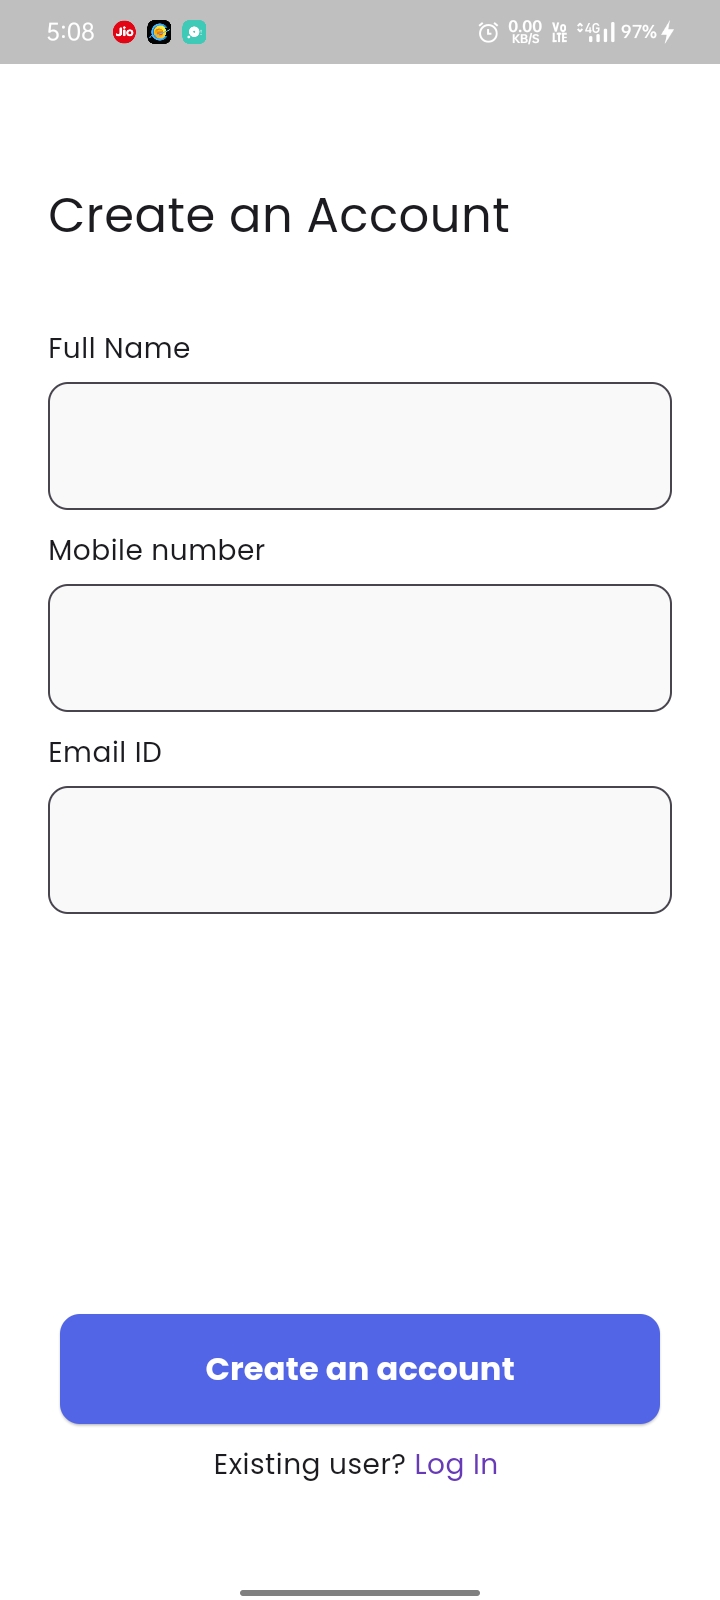 5:08 Jio 0.00 KB/S Vo LTE 4G 97%
Create an Account
Full Name
Mobile number
Email ID
Create an account
Existing user? Log In